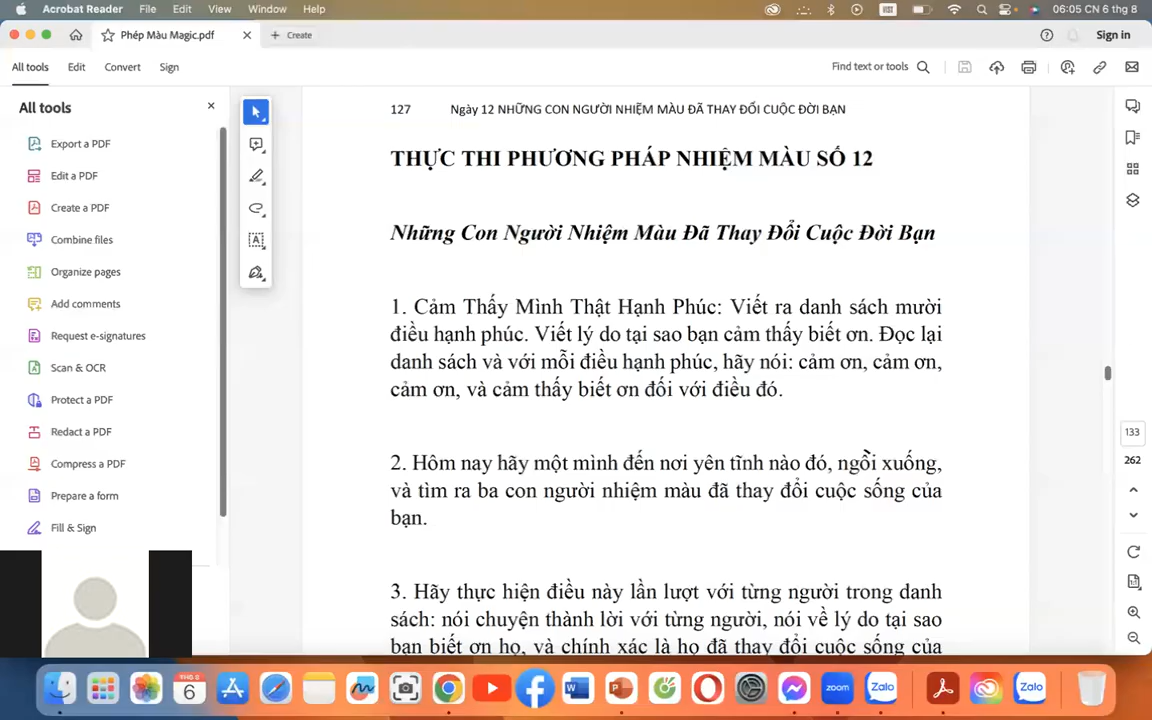 Acrobat Reader File Edit View Window Help 06:05 CN 6 thg 8
Phép Màu Magic.pdf Create Sign in
All tools Edit Convert Sign Find text or tools
All tools
Export a PDF
Edit a PDF
Create a PDF
Combine files
Organize pages
Add comments
Request e-signatures
Scan & OCR
Protect a PDF
Redact a PDF
Compress a PDF
Prepare a form
Fill & Sign
127 Ngày 12 NHỮNG CON NGƯỜI NHIỆM MÀU ĐÃ THAY ĐỔI CUỘC ĐỜI BẠN
THỰC THI PHƯƠNG PHÁP NHIỆM MÀU SỐ 12
Những Con Người Nhiệm Màu Đã Thay Đổi Cuộc Đời Bạn
1. Cảm Thấy Mình Thật Hạnh Phúc: Viết ra danh sách mười
điều hạnh phúc. Viết lý do tại sao bạn cảm thấy biết ơn. Đọc lại
danh sách và với mỗi điều hạnh phúc, hãy nói: cảm ơn, cảm ơn,
cảm ơn, và cảm thấy biết ơn đối với điều đó.
2. Hôm nay hãy một mình đến nơi yên tĩnh nào đó, ngồi xuống,
và tìm ra ba con người nhiệm màu đã thay đổi cuộc sống của
bạn.
3. Hãy thực hiện điều này lần lượt với từng người trong danh
sách: nói chuyện thành lời với từng người, nói về lý do tại sao
bạn biết ơn họ, và chính xác là họ đã thay đổi cuộc sống của
133
262
THG 8
6
zoom
Zalo
Zalo